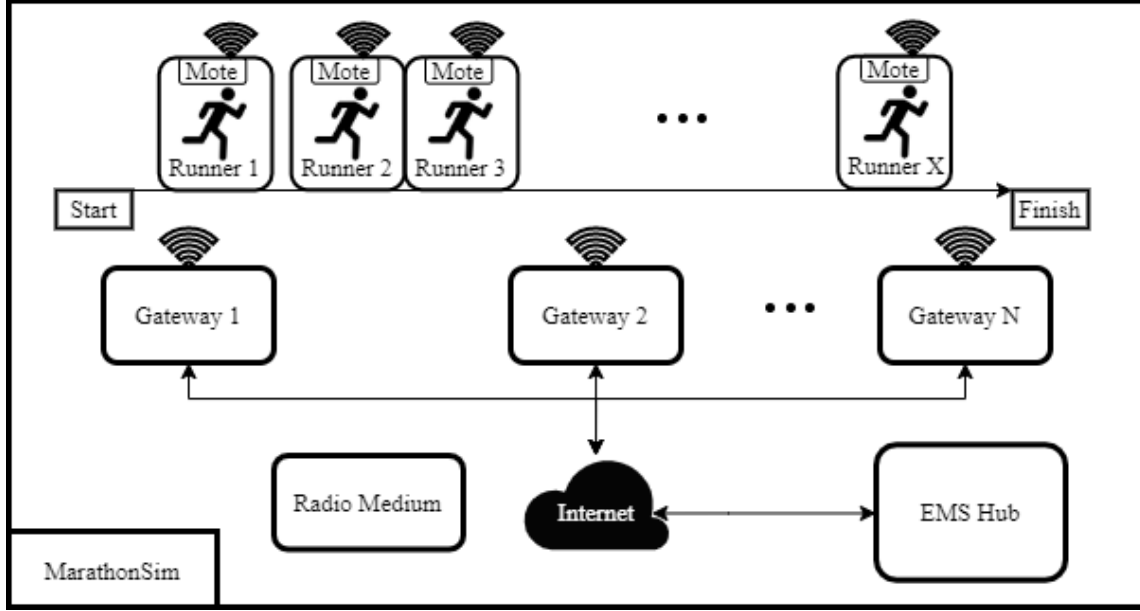 Mote
Mote
Mote
Mote
Runner 1
Runner 2
Runner 3
...
Runner X
Start
Finish
Gateway 1
Gateway 2
...
Gateway N
Radio Medium
Internet
EMS Hub
MarathonSim